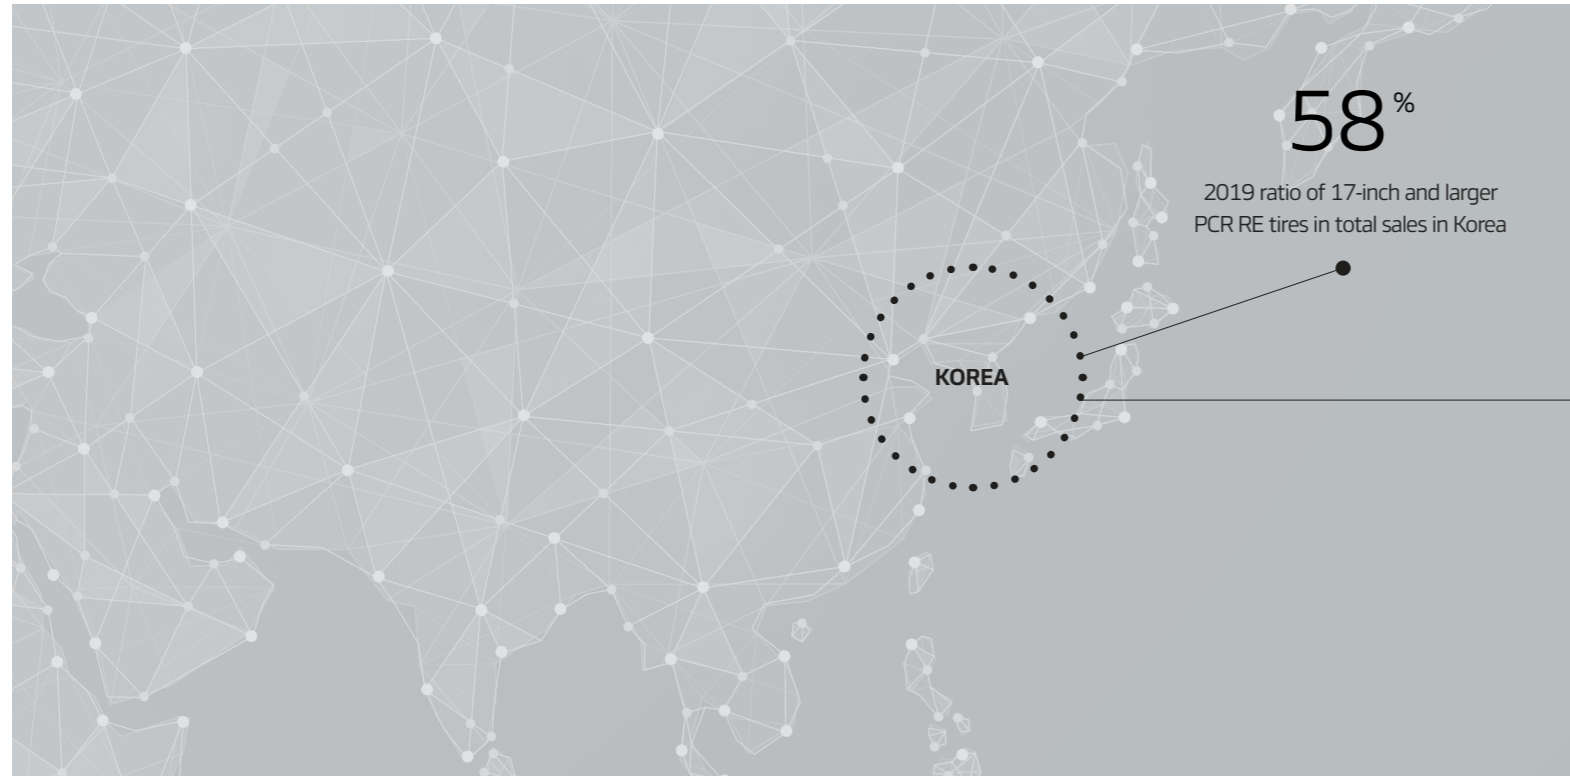 58%
2019 ratio of 17-inch and larger
PCR RE tires in total sales in Korea
KOREA